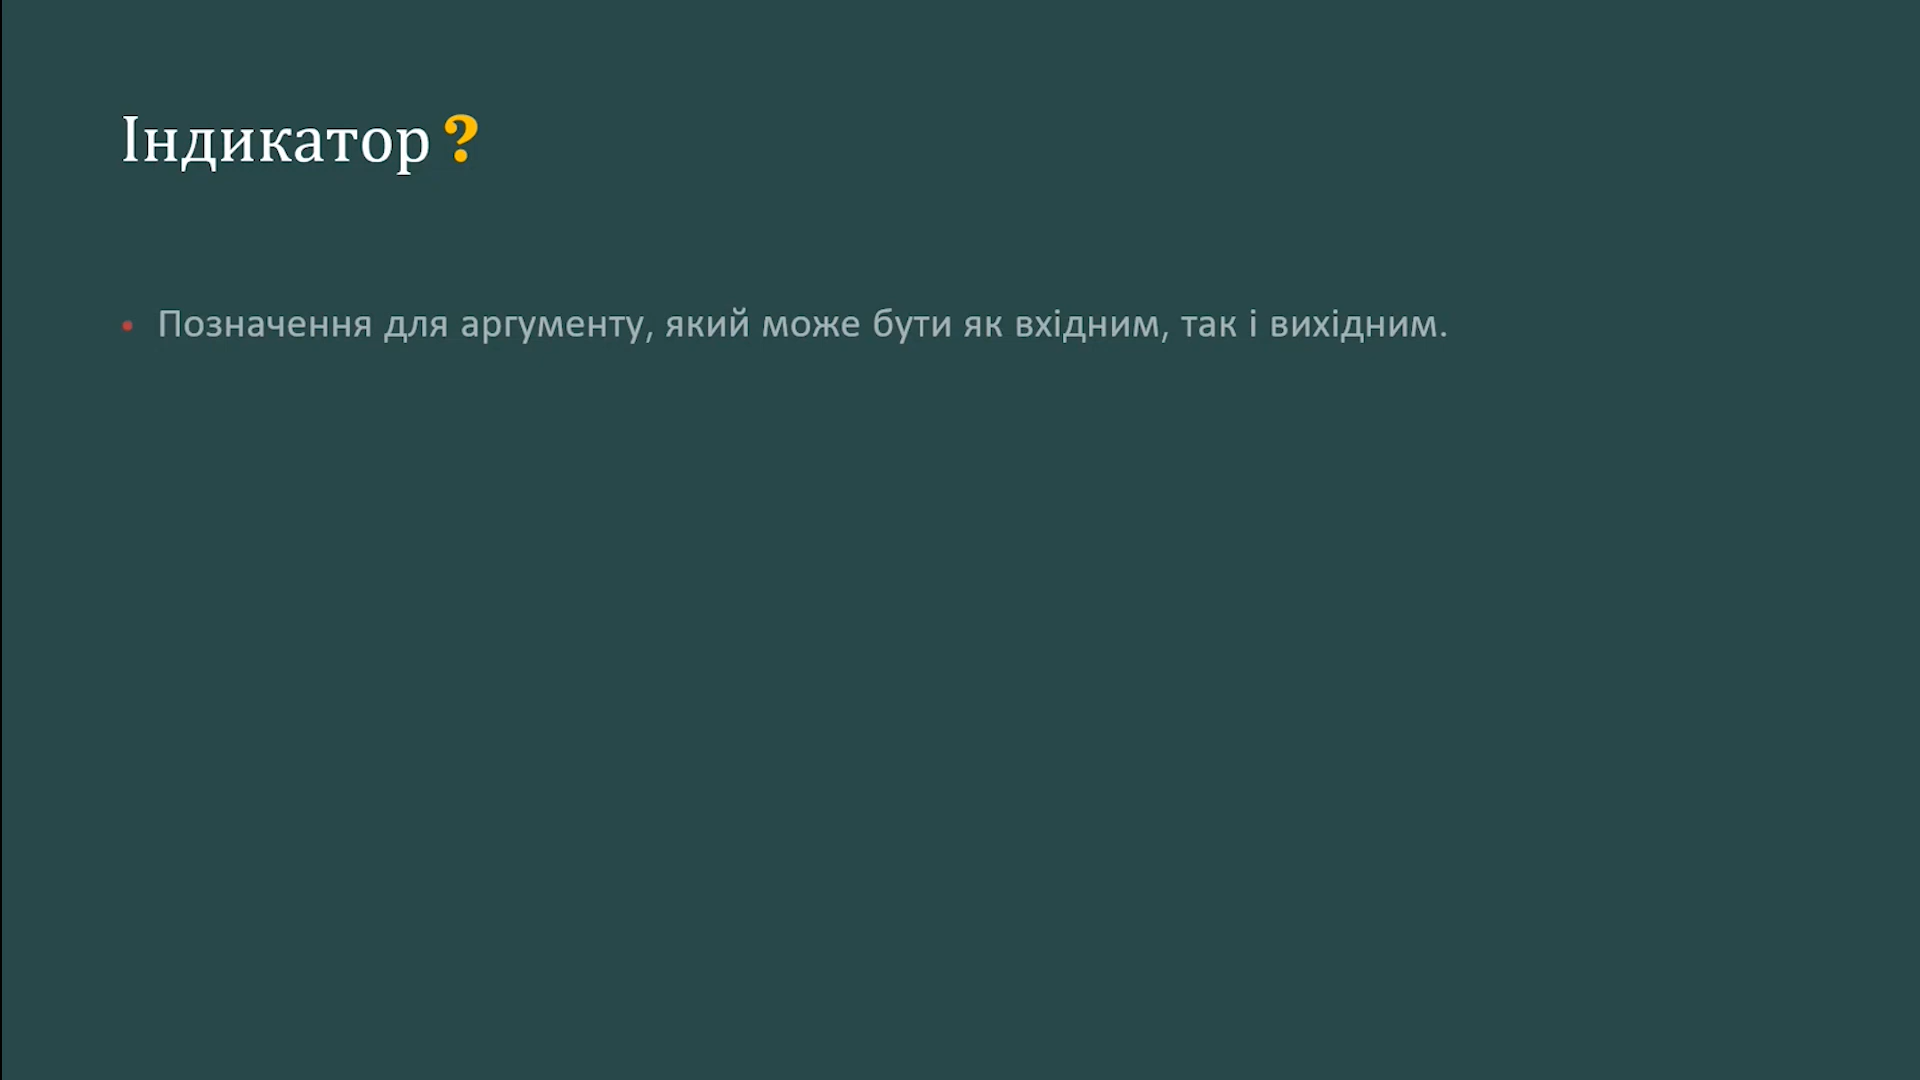 Індикатор ?
• Позначення для аргументу, який може бути як вхідним, так і вихідним.